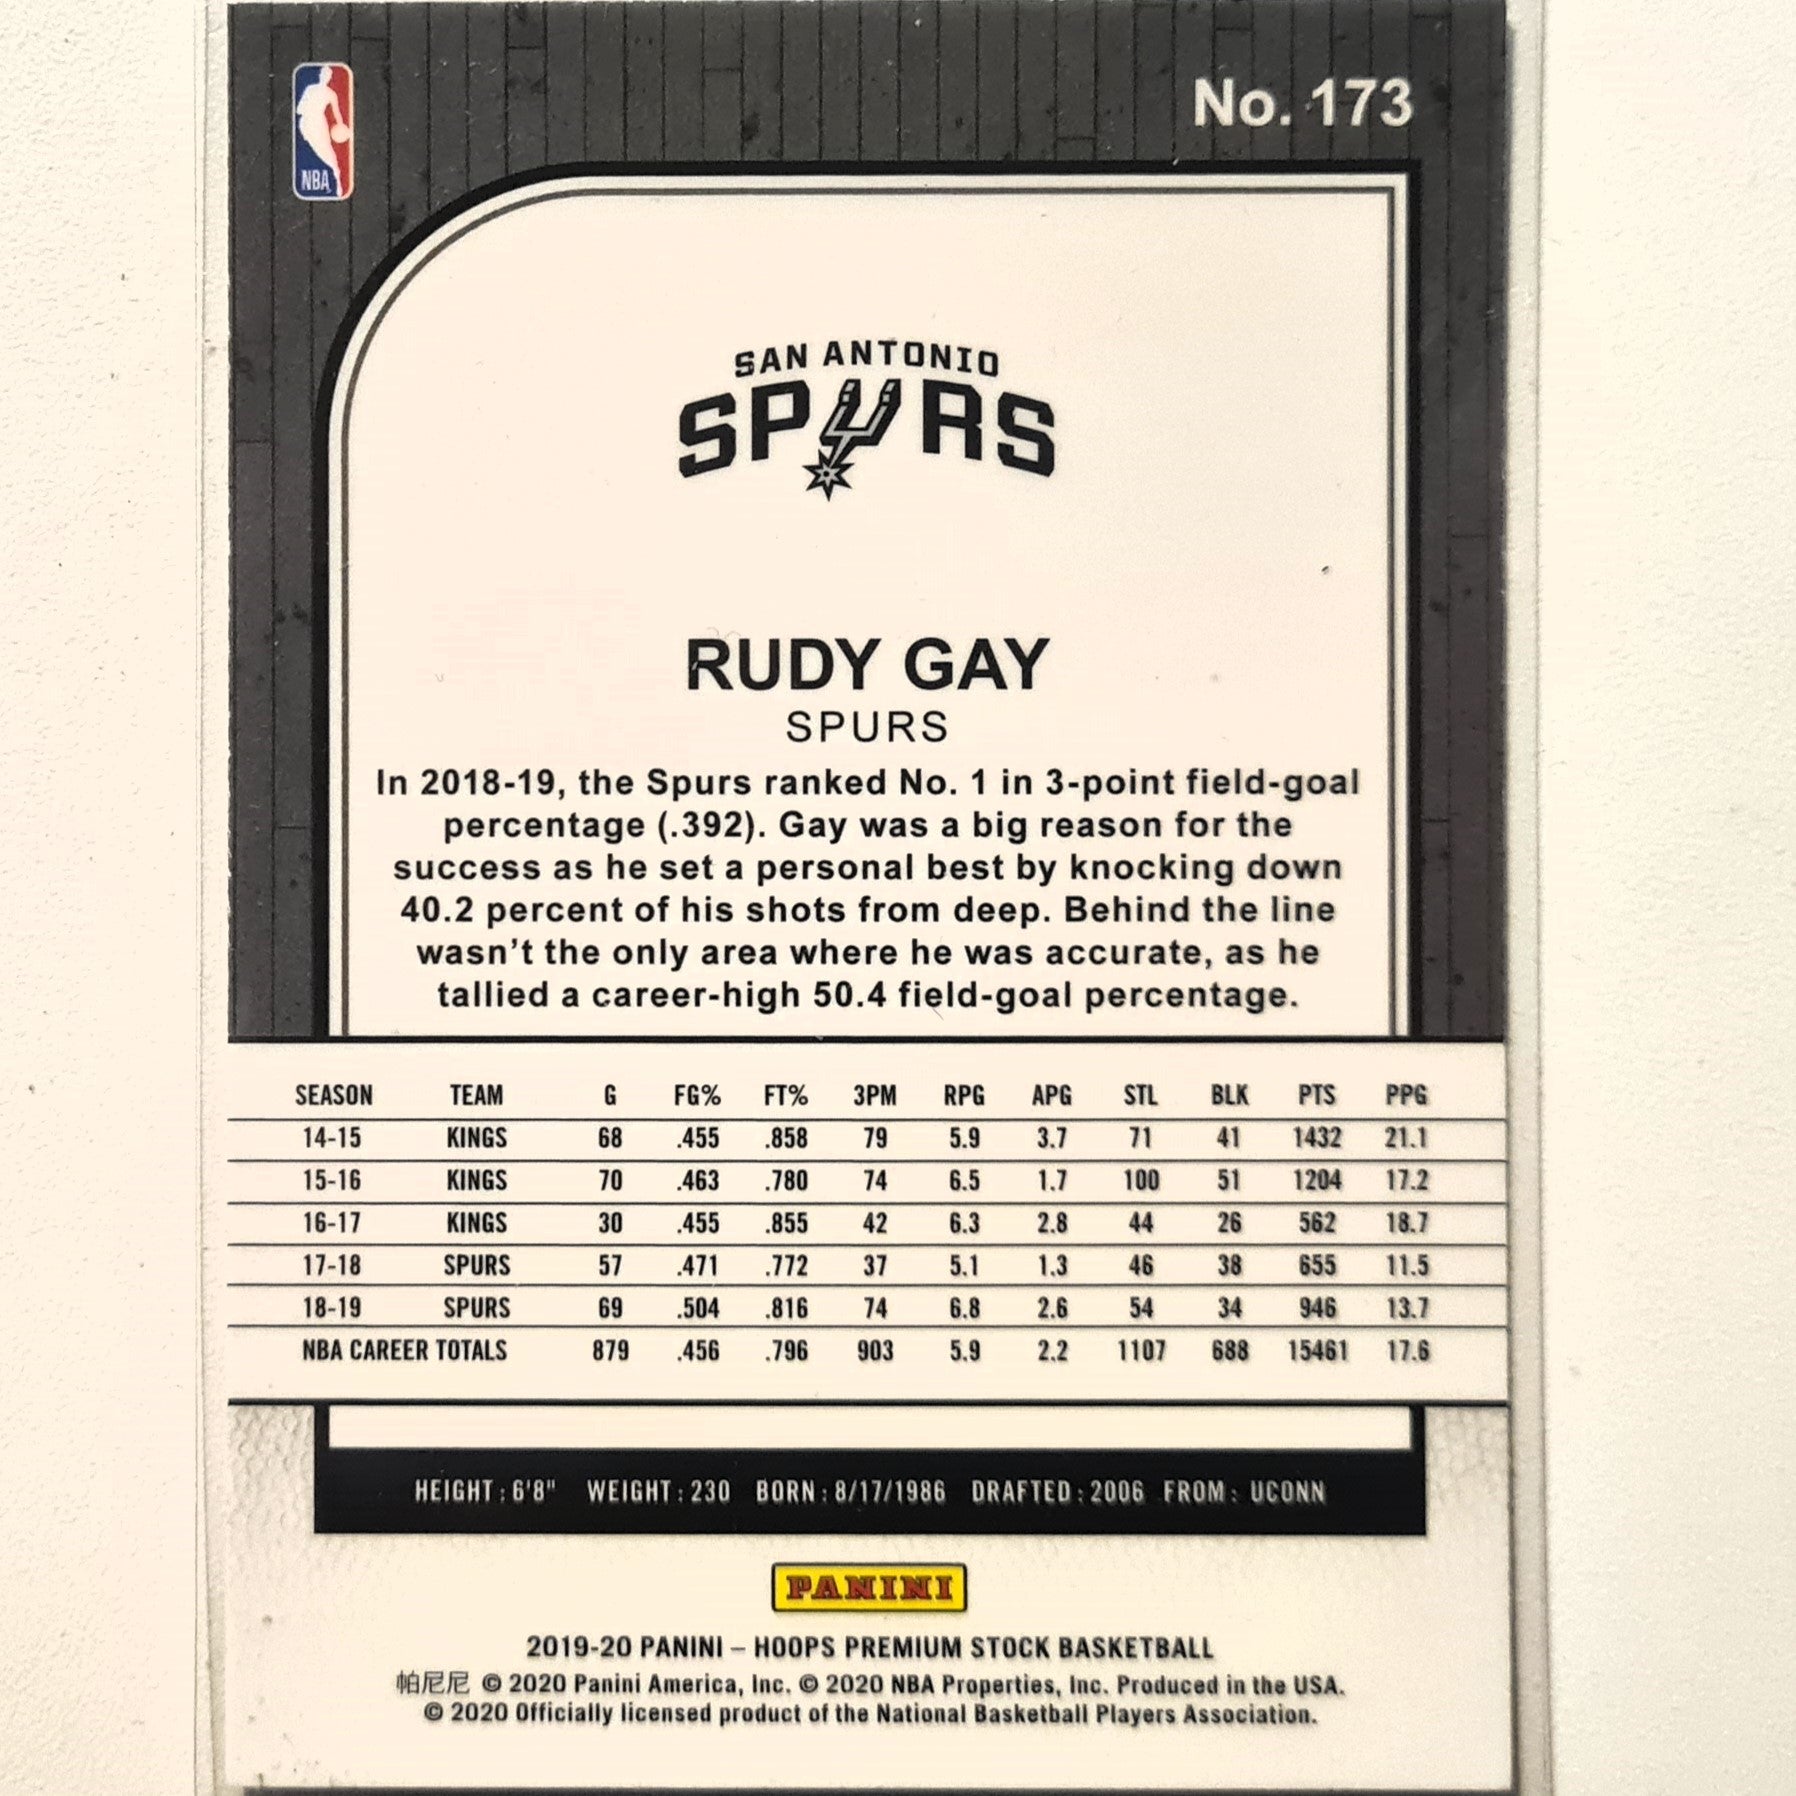 NBA
No. 173
SAN ANTONIO
SPURS
RUDY GAY
SPURS
In 2018-19, the Spurs ranked No. 1 in 3-point field-goal
percentage (.392). Gay was a big reason for the
success as he set a personal best by knocking down
40.2 percent of his shots from deep. Behind the line
wasn't the only area where he was accurate, as he
tallied a career-high 50.4 field-goal percentage.
SEASON TEAM G FG% FT% 3PM RPG APG STL BLK PTS PPG
14-15 KINGS 68 .455 .858 79 5.9 3.7 71 41 1432 21.1
15-16 KINGS 70 .463 .780 74 6.5 1.7 100 51 1204 17.2
16-17 KINGS 30 .455 .855 42 6.3 2.8 44 26 562 18.7
17-18 SPURS 57 .471 .772 37 5.1 1.3 46 38 655 11.5
18-19 SPURS 69 .504 .816 74 6.8 2.6 54 34 946 13.7
NBA CAREER TOTALS 879 .456 .796 903 5.9 2.2 1107 688 15461 17.6
HEIGHT: 6'8" WEIGHT: 230 BORN: 8/17/1986 DRAFTED: 2006 FROM: UCONN
PANINI
2019-20 PANINI – HOOPS PREMIUM STOCK BASKETBALL
帕尼尼 © 2020 Panini America, Inc. © 2020 NBA Properties, Inc. Produced in the USA.
© 2020 Officially licensed product of the National Basketball Players Association.